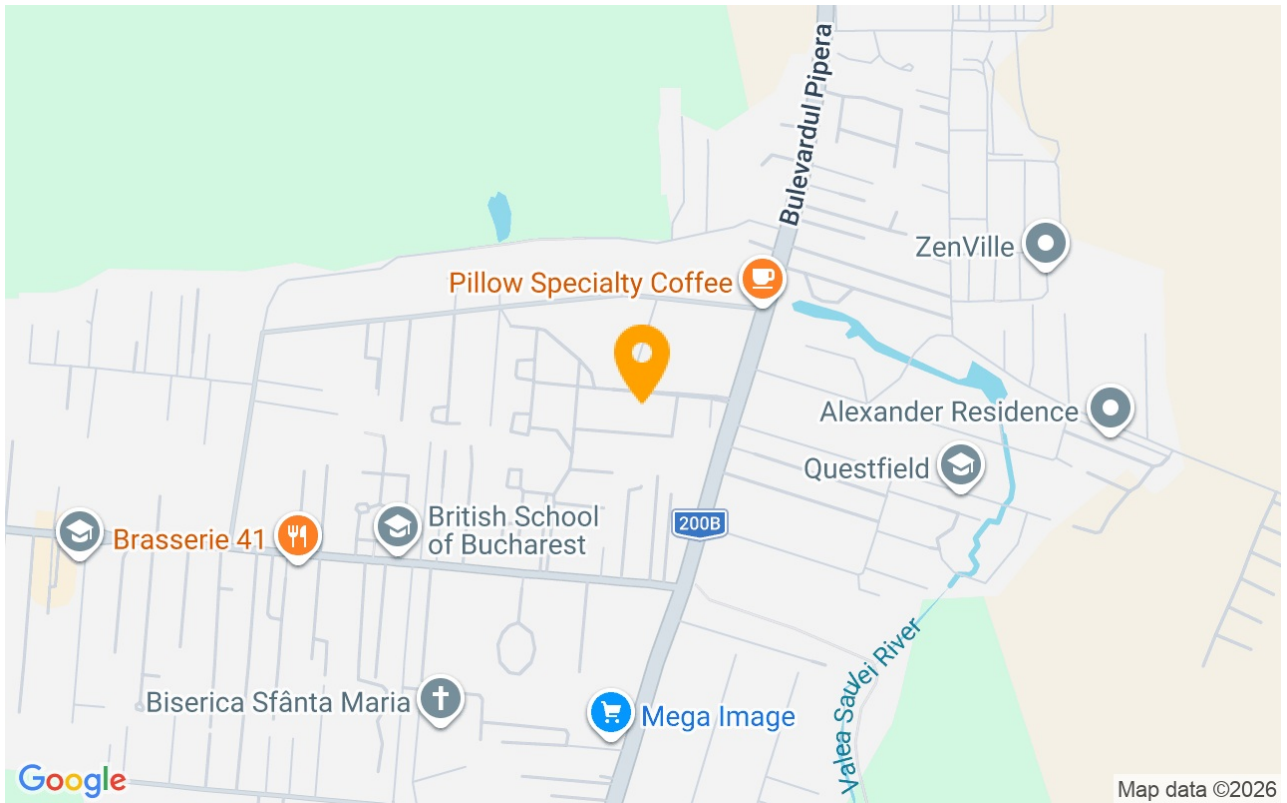 Bulevardul Pipera
ZenVille
Pillow Specialty Coffee
Alexander Residence
Questfield
British School
of Bucharest
200B
Brasserie 41
Valea Saulei River
Biserica Sfânta Maria
Mega Image
Google
Map data ©2026